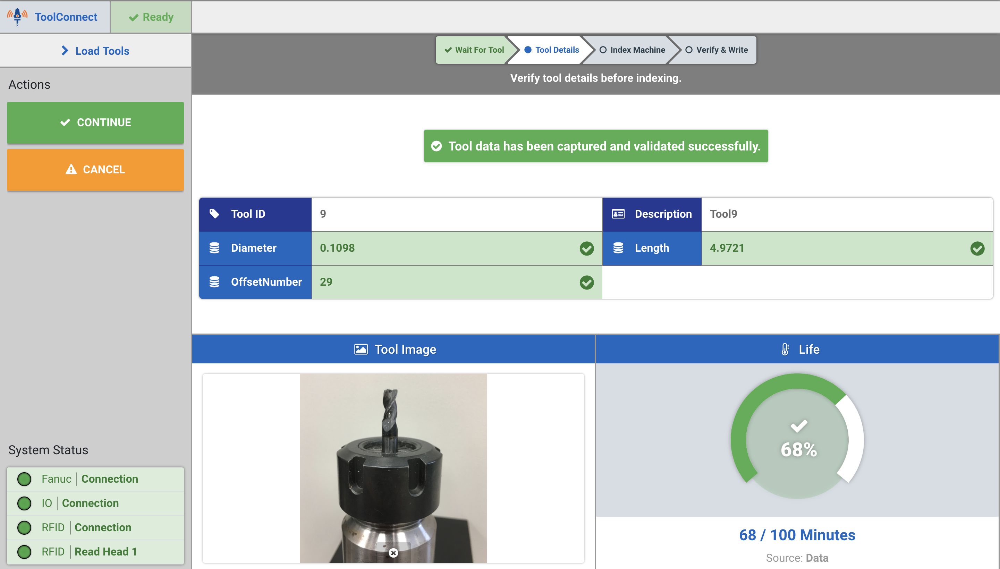 ToolConnect
Ready
Load Tools
Actions
CONTINUE
CANCEL
System Status
Fanuc | Connection
IO | Connection
RFID | Connection
RFID | Read Head 1
Wait For Tool
Tool Details
Index Machine
Verify & Write
Verify tool details before indexing.
Tool data has been captured and validated successfully.
Tool ID 9 Description Tool9
Diameter 0.1098 Length 4.9721
OffsetNumber 29
Tool Image
Life
68%
68 / 100 Minutes
Source: Data